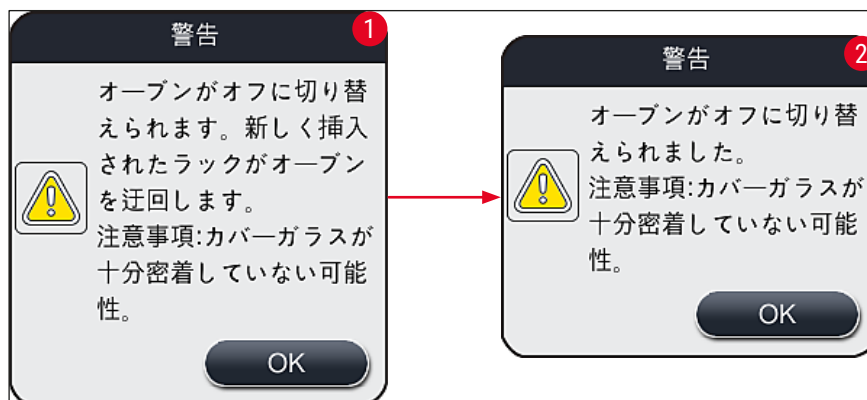 警告
1
オーブンがオフに切り替
えられます。新しく挿入
されたラックがオーブン
を迂回します。
注意事項:カバーガラスが
十分密着していない可能
性。
OK
警告
2
オーブンがオフに切り替
えられました。
注意事項:カバーガラスが
十分密着していない可能
性。
OK